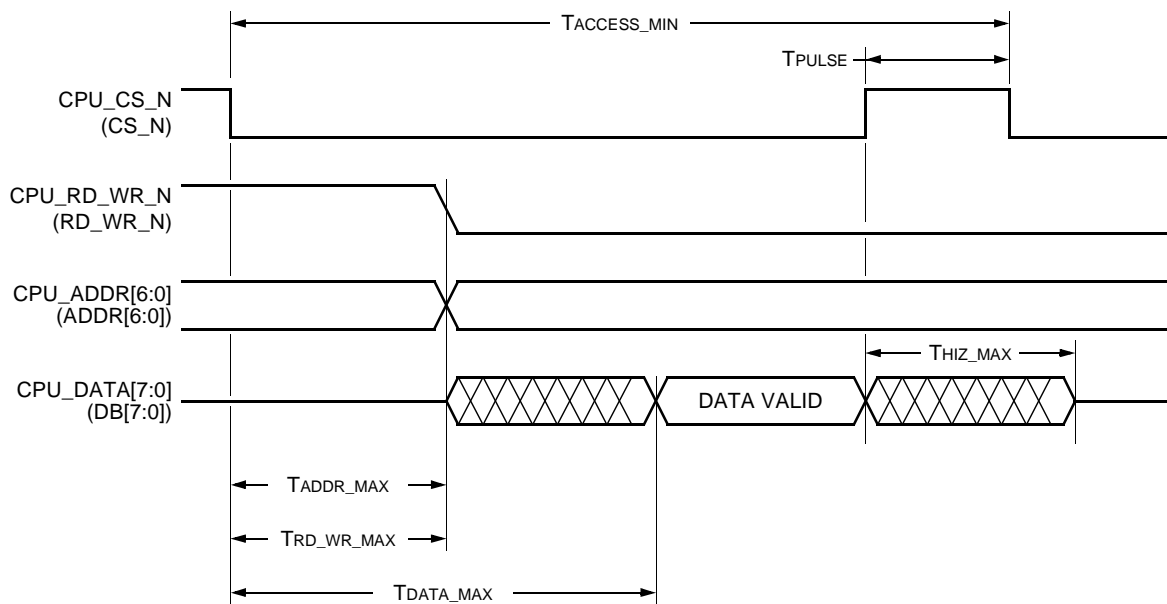 TACCESS_MIN
TPULSE
CPU_CS_N
(CS_N)
CPU_RD_WR_N
(RD_WR_N)
CPU_ADDR[6:0]
(ADDR[6:0])
THIZ_MAX
CPU_DATA[7:0]
(DB[7:0])
DATA VALID
TADDR_MAX
TRD_WR_MAX
TDATA_MAX